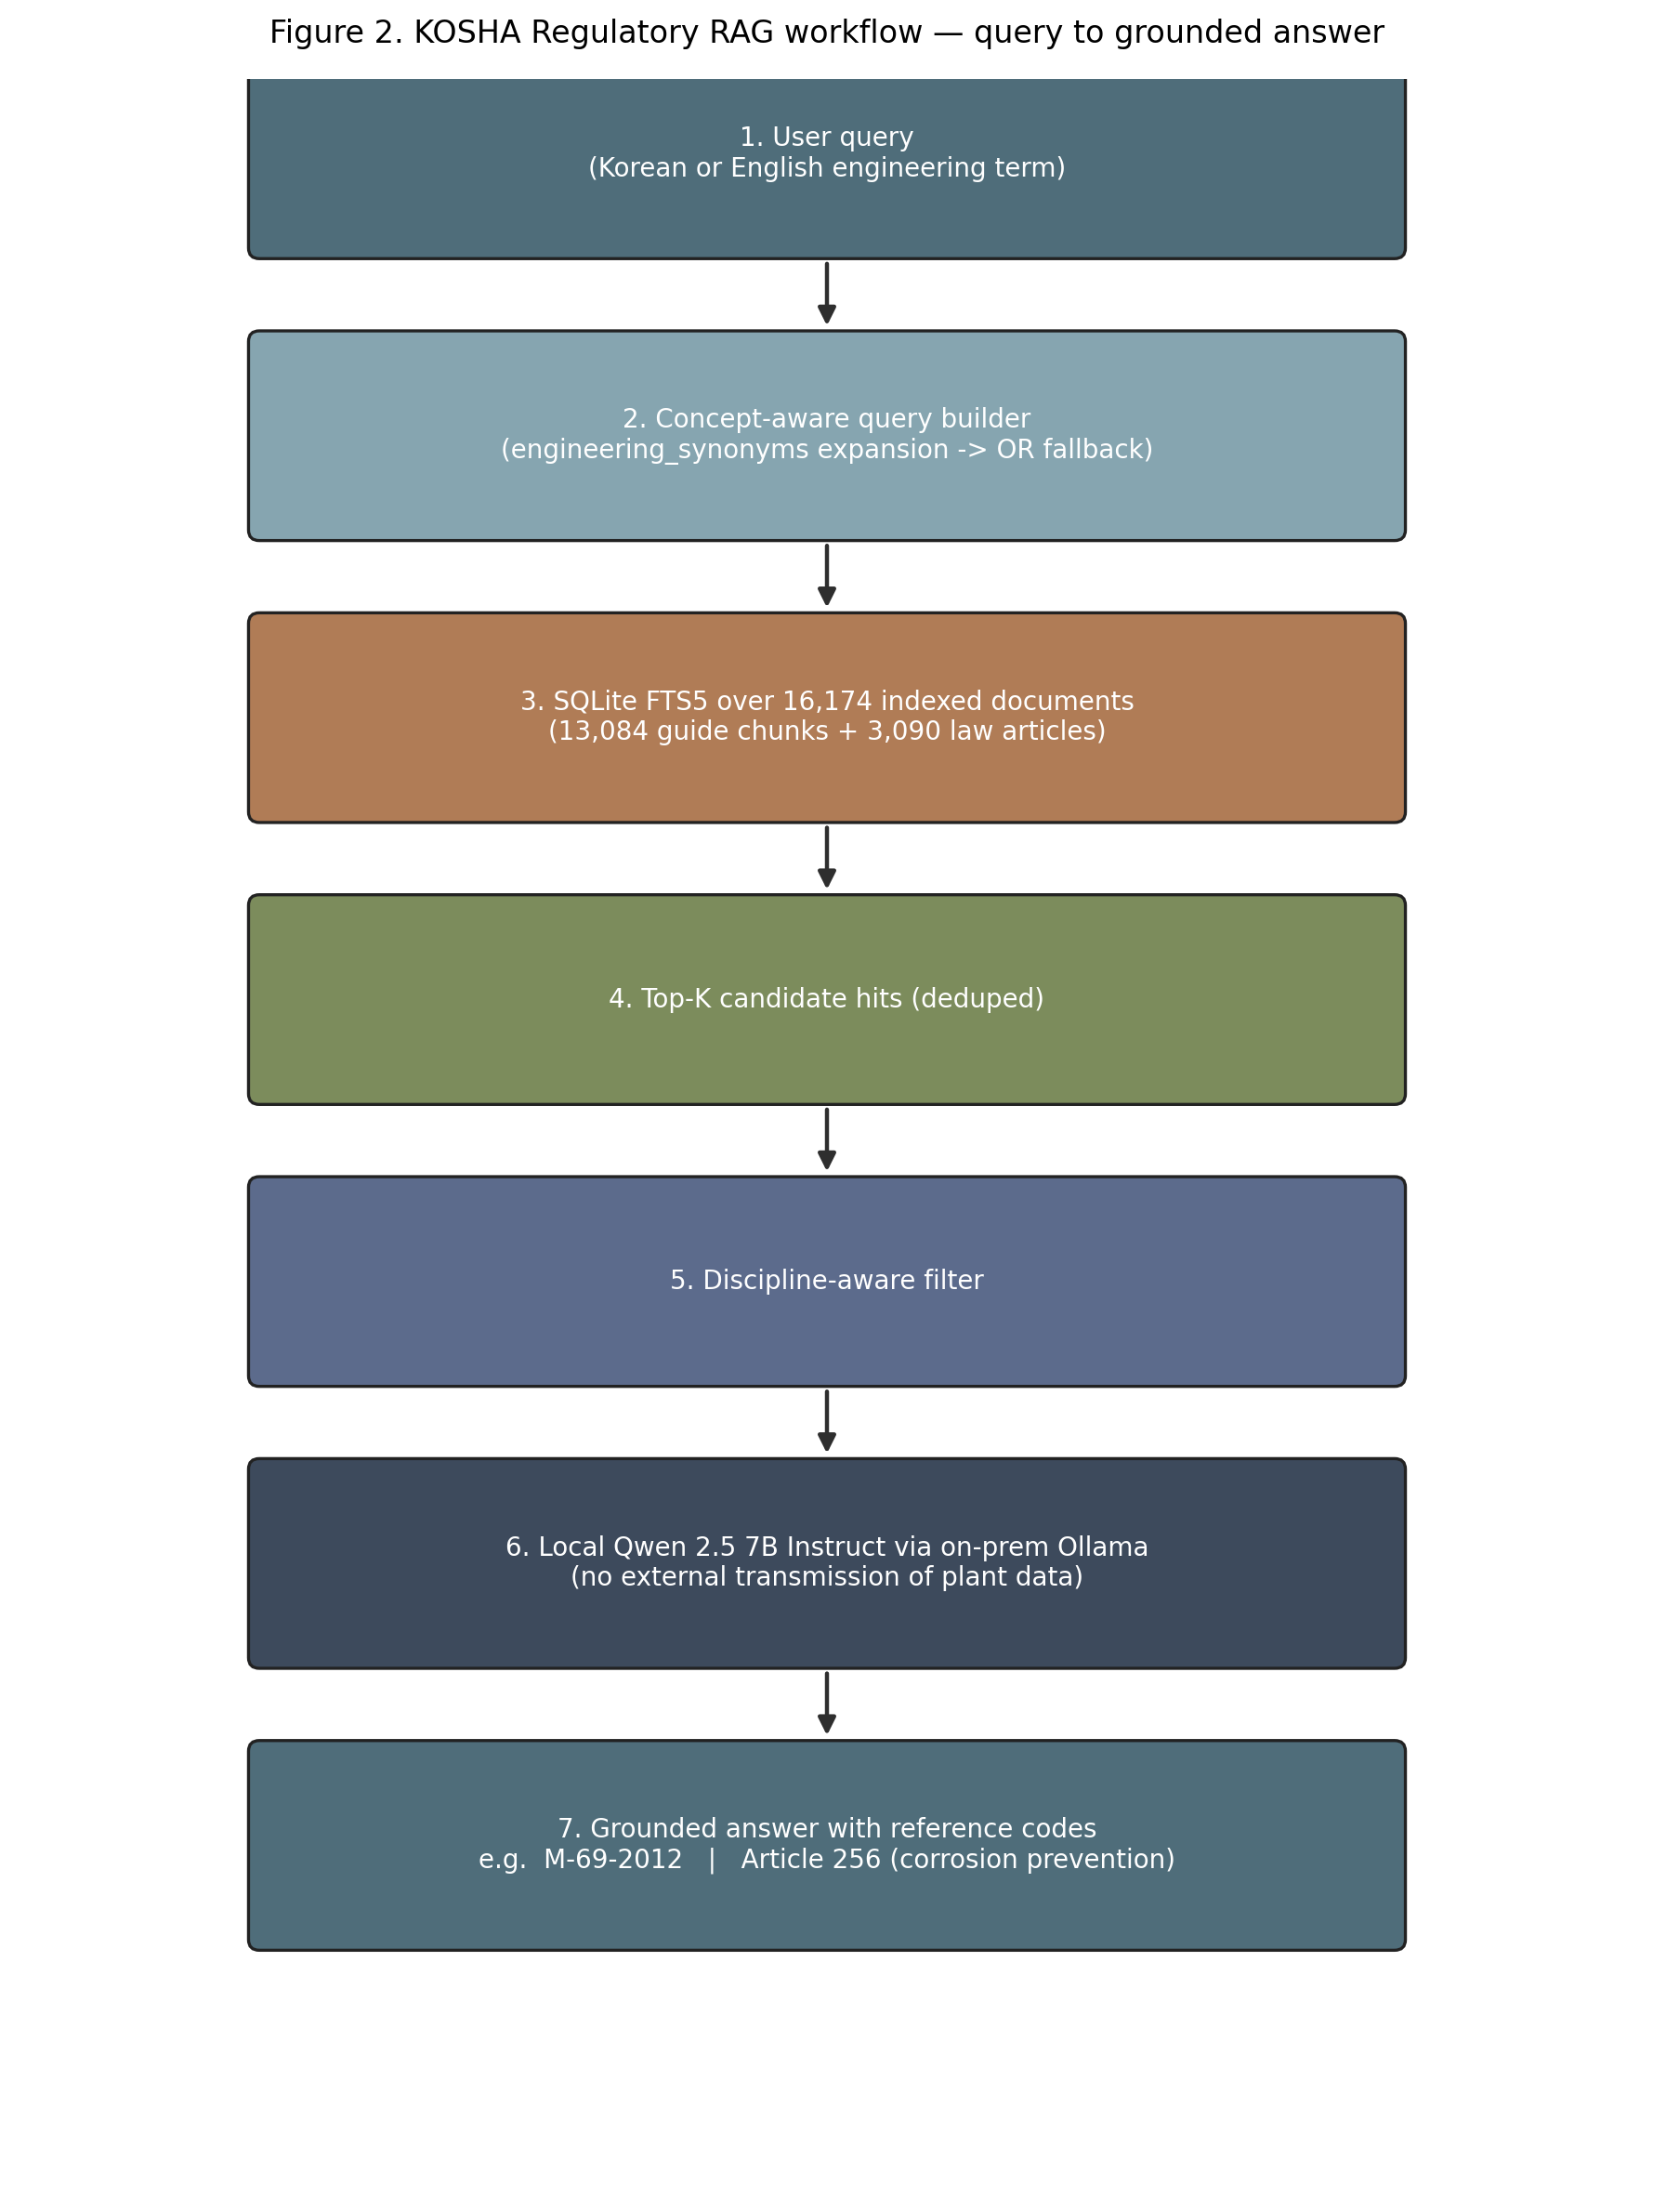 Figure 2. KOSHA Regulatory RAG workflow — query to grounded answer
1. User query
(Korean or English engineering term)
2. Concept-aware query builder
(engineering_synonyms expansion -> OR fallback)
3. SQLite FTS5 over 16,174 indexed documents
(13,084 guide chunks + 3,090 law articles)
4. Top-K candidate hits (deduped)
5. Discipline-aware filter
6. Local Qwen 2.5 7B Instruct via on-prem Ollama
(no external transmission of plant data)
7. Grounded answer with reference codes
e.g.  M-69-2012   |   Article 256 (corrosion prevention)